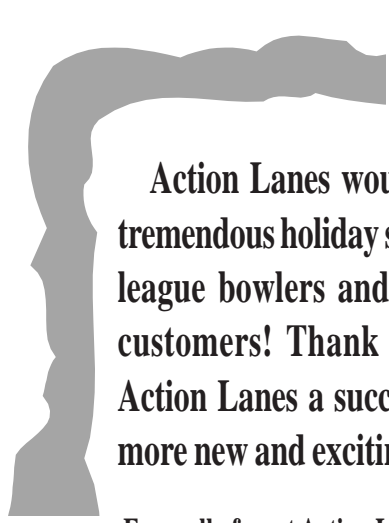 Action Lanes wou
tremendous holiday s
league bowlers and
customers! Thank
Action Lanes a succ
more new and excitin